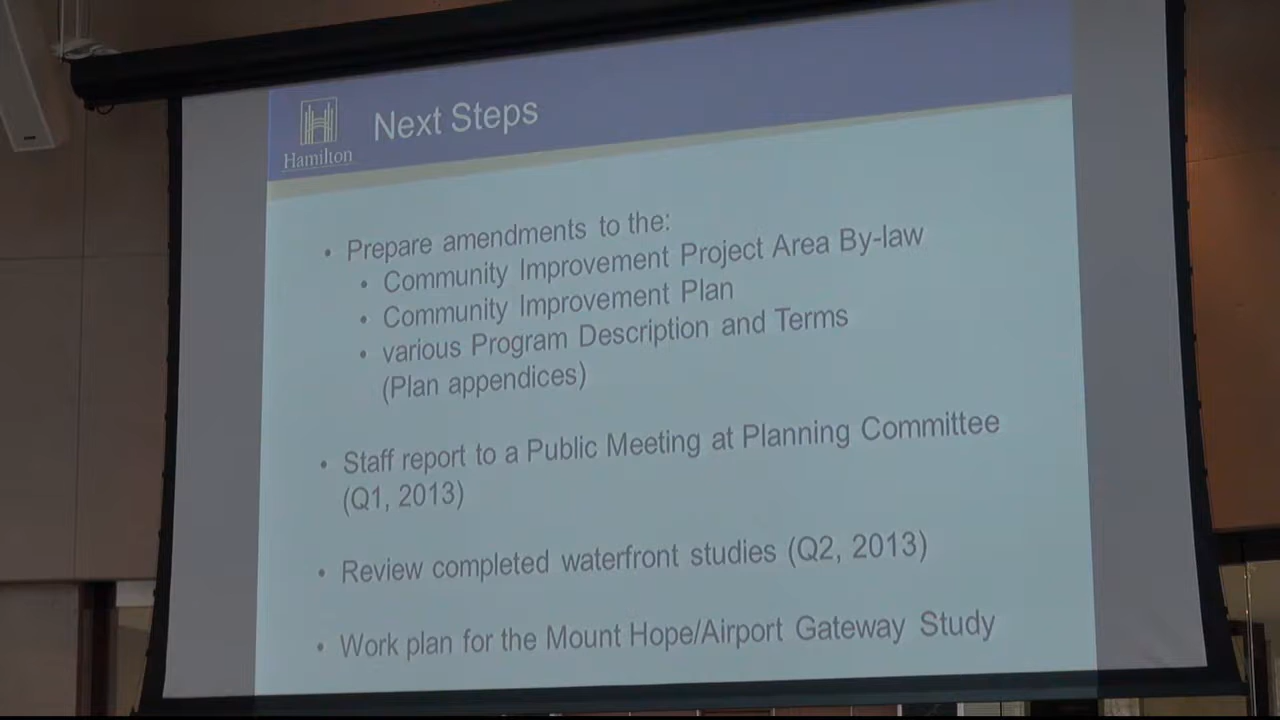 Hamilton
Next Steps
• Prepare amendments to the:
• Community Improvement Project Area By-law
• Community Improvement Plan
• various Program Description and Terms
(Plan appendices)
• Staff report to a Public Meeting at Planning Committee
(Q1, 2013)
• Review completed waterfront studies (Q2, 2013)
• Work plan for the Mount Hope/Airport Gateway Study